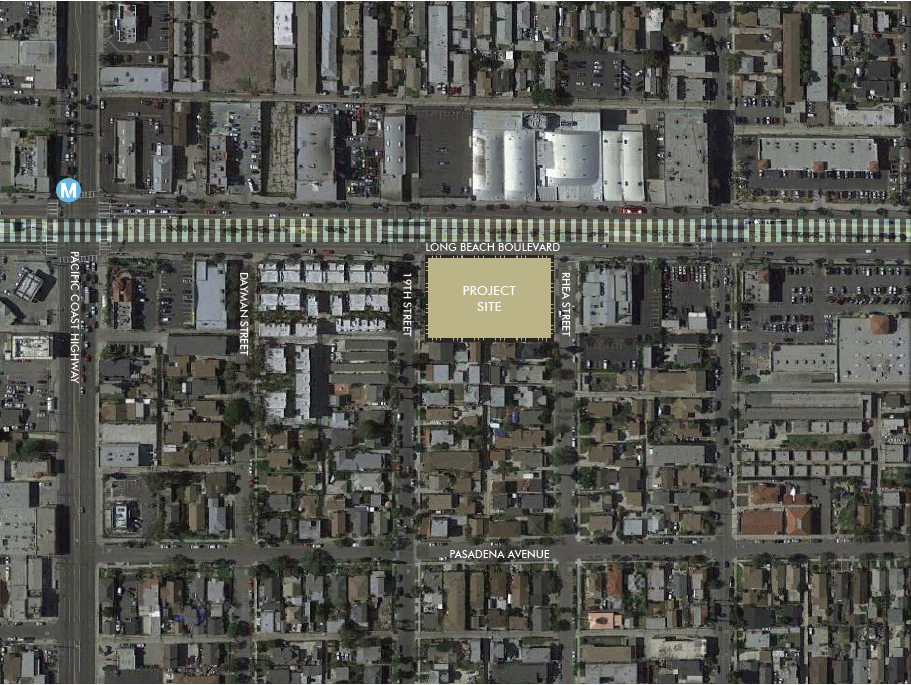 M
LONG BEACH BOULEVARD
PACIFIC COAST HIGHWAY
DAYMAN STREET
19TH STREET
PROJECT
SITE
RHEA STREET
PASADENA AVENUE